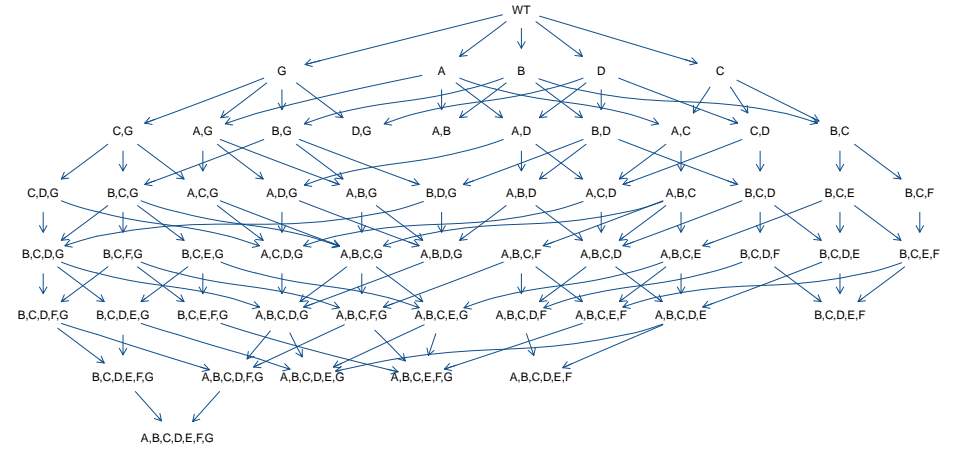 WT
G A B D C
C,G A,G B,G D,G A,B A,D B,D A,C C,D B,C
C,D,G B,C,G A,C,G A,D,G A,B,G B,D,G A,B,D A,C,D A,B,C B,C,D B,C,E B,C,F
B,C,D,G B,C,F,G B,C,E,G A,C,D,G A,B,C,G A,B,D,G A,B,C,F A,B,C,D A,B,C,E B,C,D,F B,C,D,E B,C,E,F
B,C,D,F,G B,C,D,E,G B,C,E,F,G A,B,C,D,G A,B,C,F,G A,B,C,E,G A,B,C,D,F A,B,C,E,F A,B,C,D,E B,C,D,E,F
B,C,D,E,F,G A,B,C,D,F,G A,B,C,D,E,G A,B,C,E,F,G A,B,C,D,E,F
A,B,C,D,E,F,G